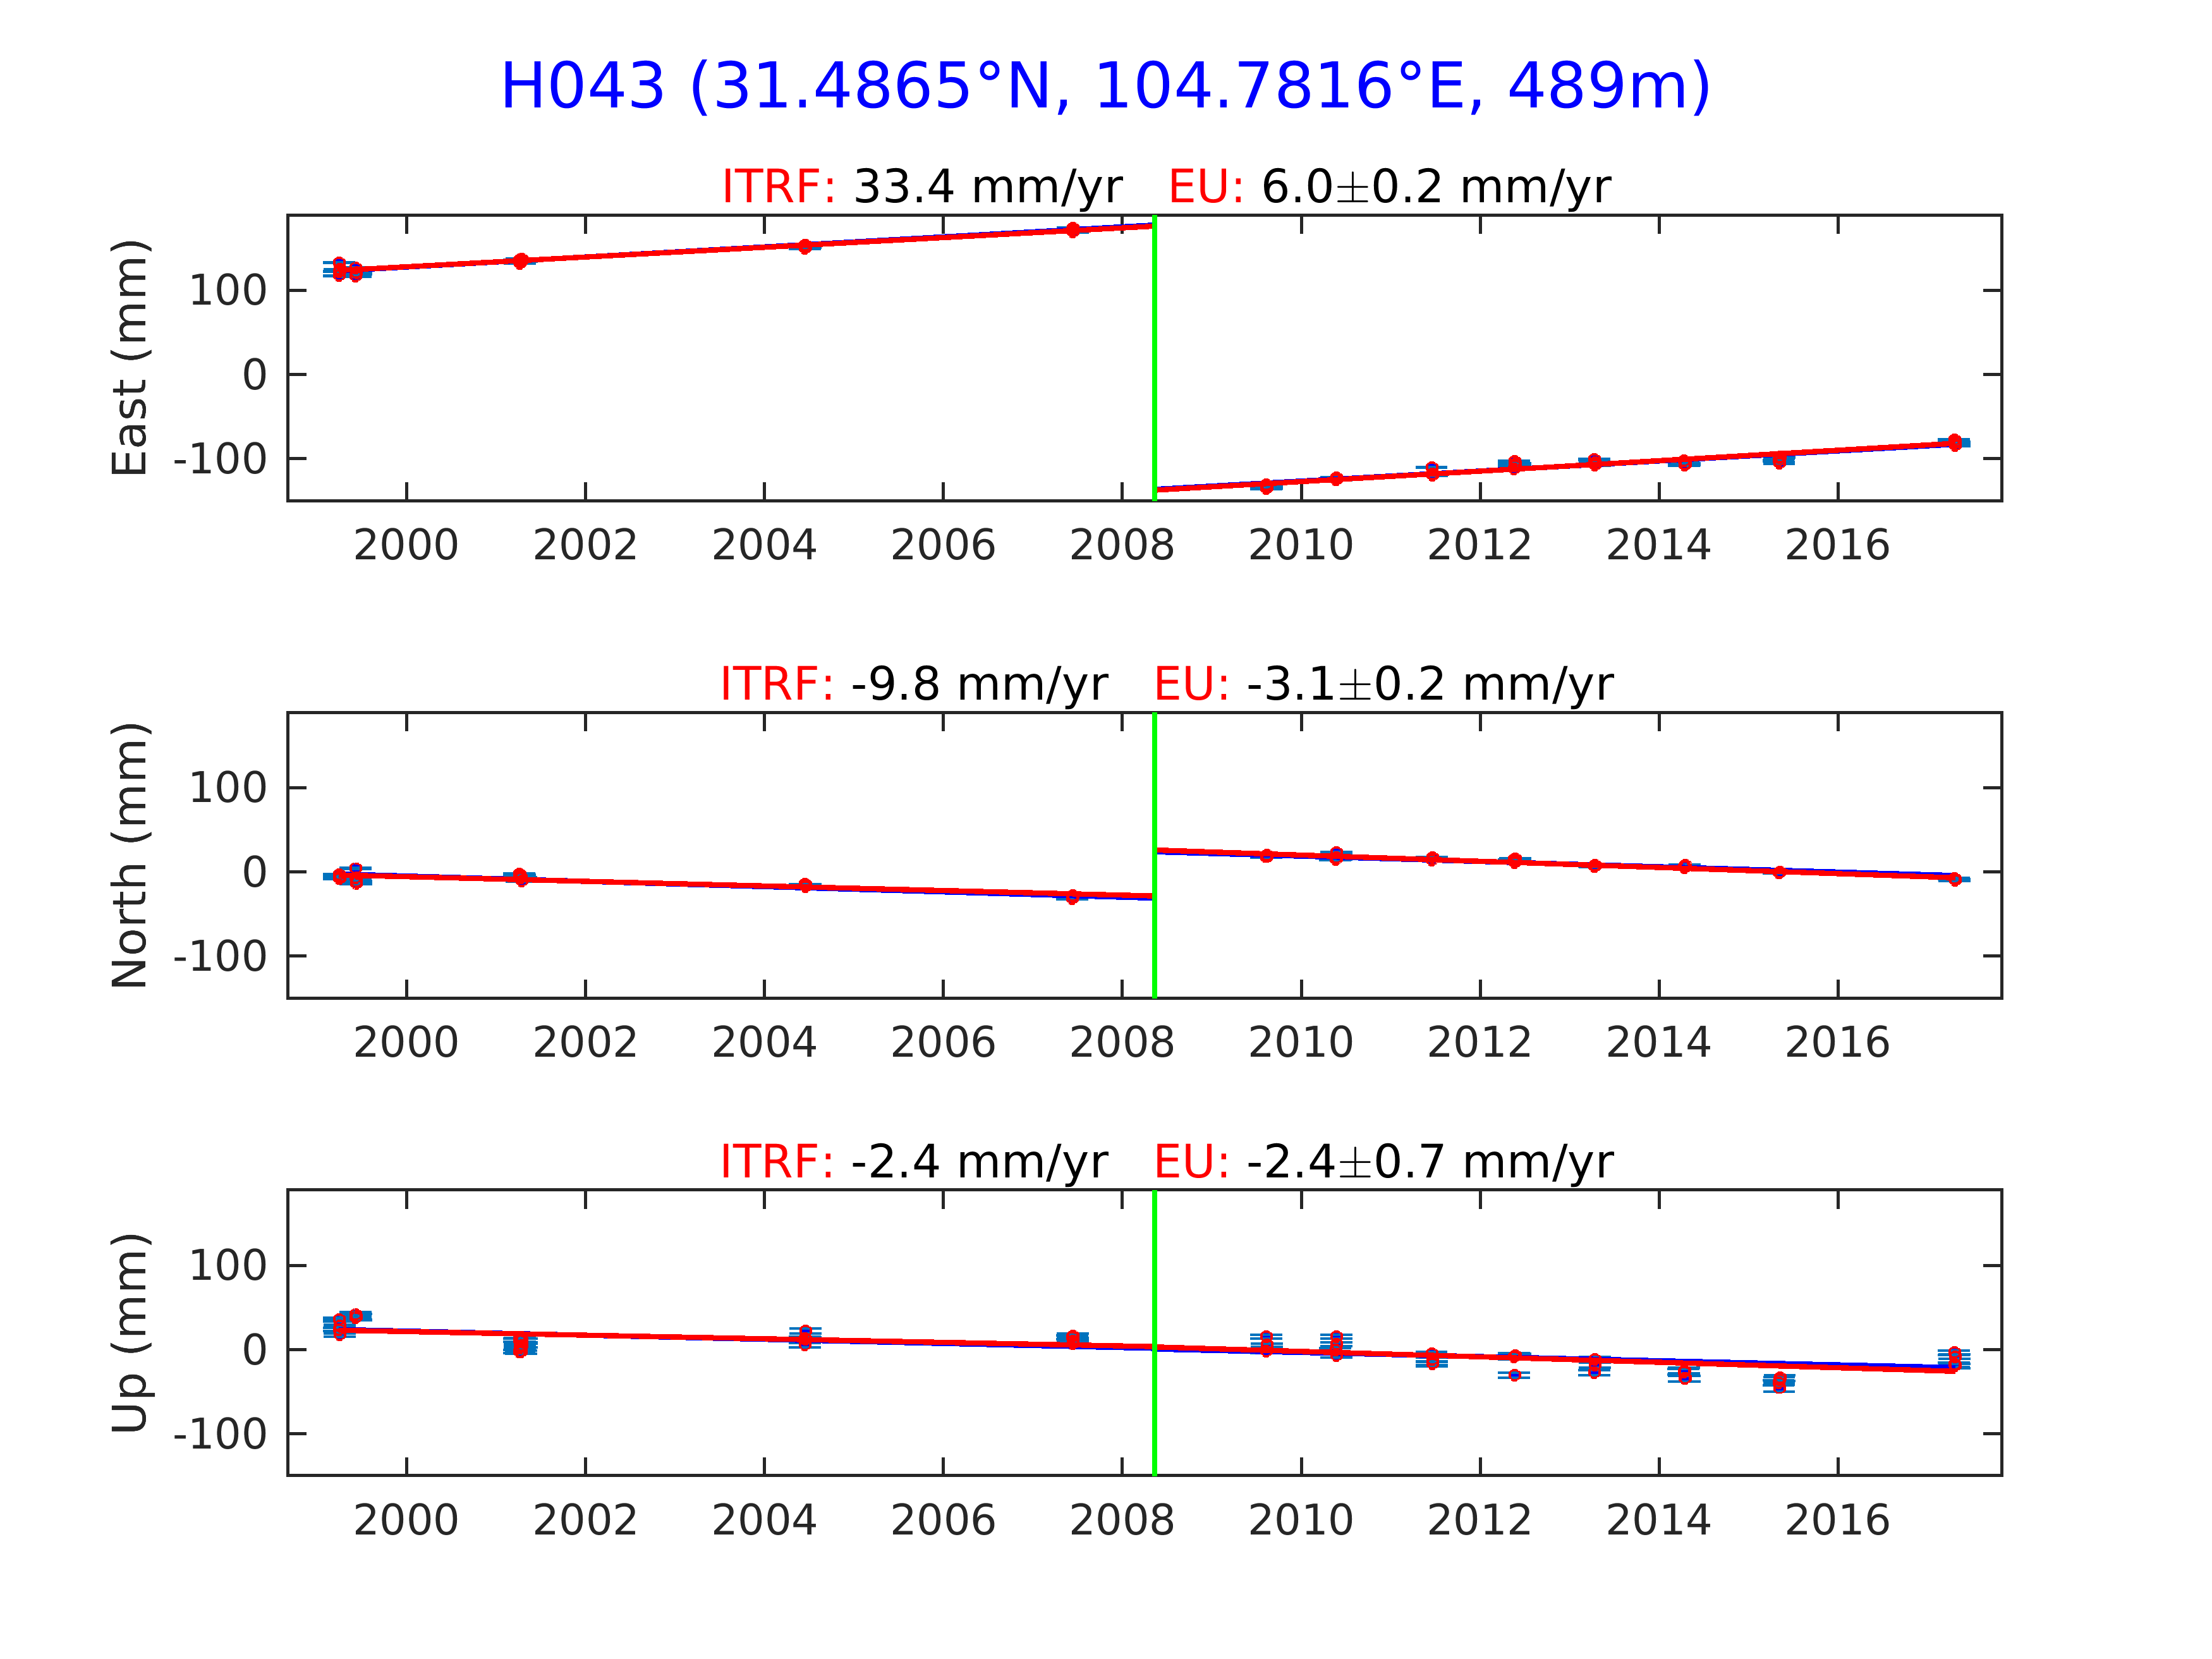 H043 (31.4865°N, 104.7816°E, 489m)
ITRF: 33.4 mm/yr EU: 6.0±0.2 mm/yr
East (mm)
100
0
-100
2000 2002 2004 2006 2008 2010 2012 2014 2016
ITRF: -9.8 mm/yr EU: -3.1±0.2 mm/yr
North (mm)
100
0
-100
2000 2002 2004 2006 2008 2010 2012 2014 2016
ITRF: -2.4 mm/yr EU: -2.4±0.7 mm/yr
Up (mm)
100
0
-100
2000 2002 2004 2006 2008 2010 2012 2014 2016